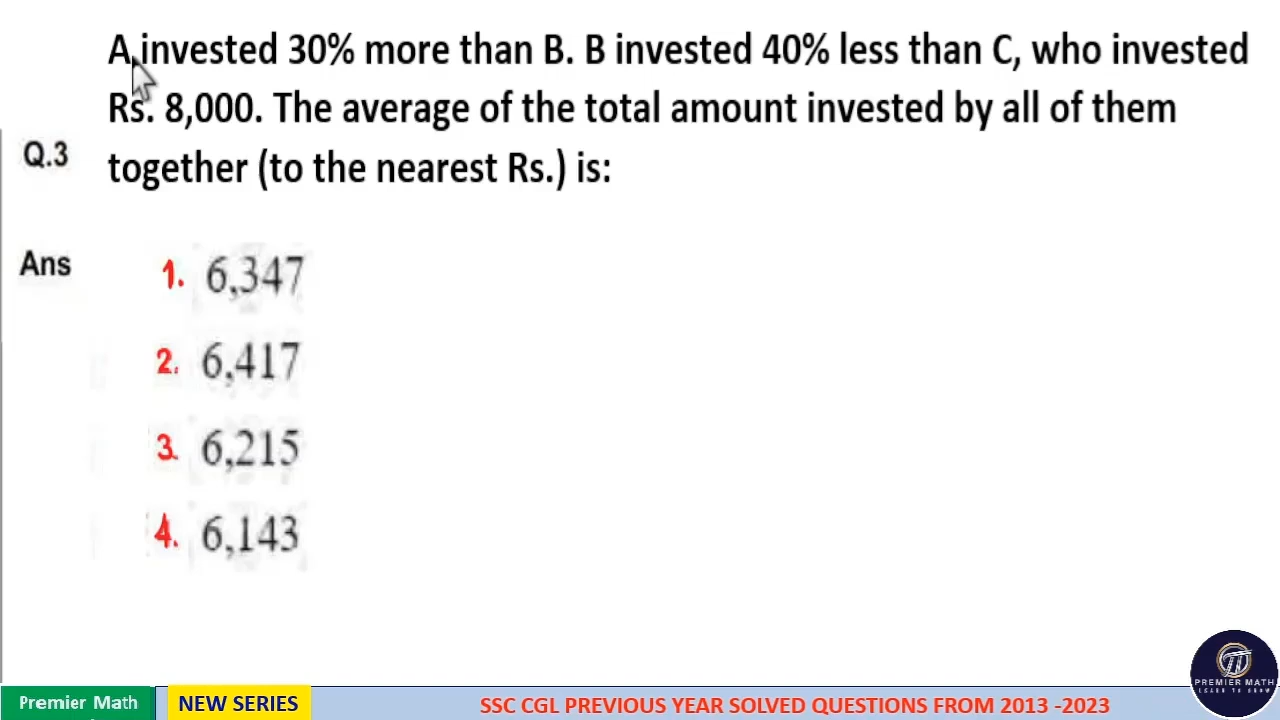 A invested 30% more than B. B invested 40% less than C, who invested
Rs. 8,000. The average of the total amount invested by all of them
Q.3
together (to the nearest Rs.) is:
Ans
1. 6,347
2. 6,417
3. 6,215
4. 6,143
PREMIER MATH
LEARN TO GROW
Premier Math
NEW SERIES
SSC CGL PREVIOUS YEAR SOLVED QUESTIONS FROM 2013 -2023